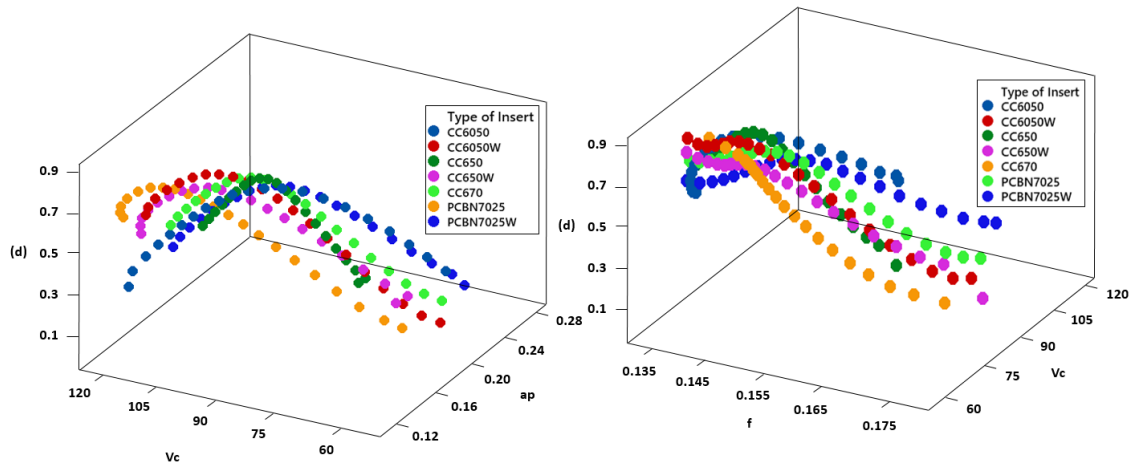 Type of Insert
CC6050
CC6050W
CC650
CC650W
CC670
PCBN7025
PCBN7025W
0.9
0.7
(d)
0.5
0.3
0.1
120
105
90
75
60
Vc
0.12
0.16
0.20
0.24
0.28
ap
Type of Insert
CC6050
CC6050W
CC650
CC650W
CC670
PCBN7025
PCBN7025W
0.9
0.7
(d)
0.5
0.3
0.1
0.135
0.145
0.155
0.165
0.175
f
60
75
90
105
120
Vc